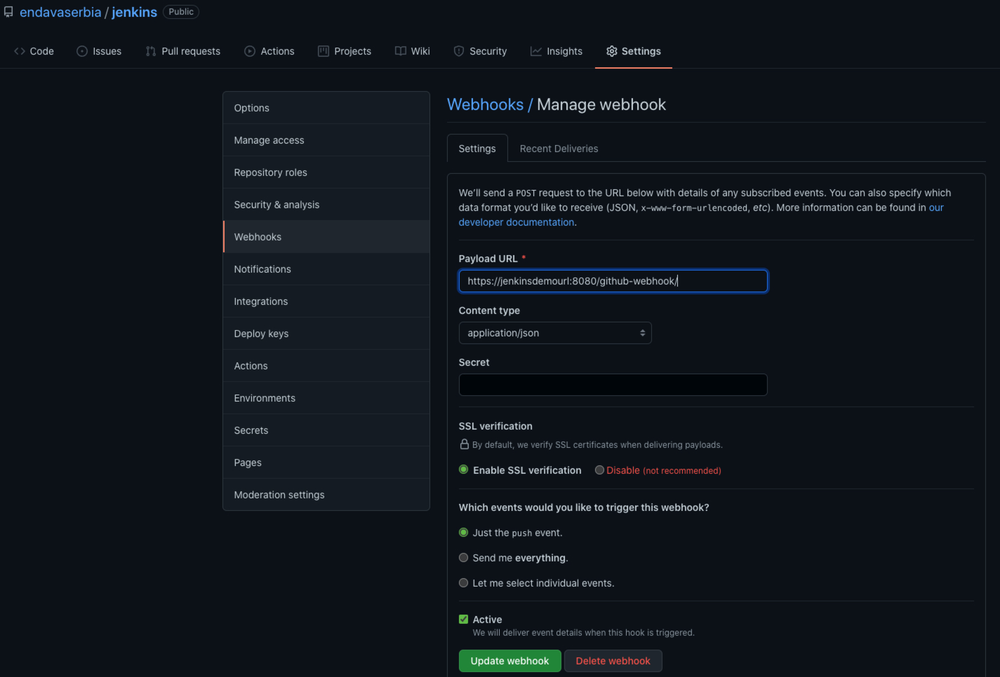 endavaserbia / jenkins Public
Code Issues Pull requests Actions Projects Wiki Security Insights Settings
Options
Manage access
Repository roles
Security & analysis
Webhooks
Notifications
Integrations
Deploy keys
Actions
Environments
Secrets
Pages
Moderation settings
Webhooks / Manage webhook
Settings Recent Deliveries
We’ll send a POST request to the URL below with details of any subscribed events. You can also specify which
data format you’d like to receive (JSON, x-www-form-urlencoded, etc). More information can be found in our
developer documentation.
Payload URL *
https://jenkinsdemourl:8080/github-webhook/
Content type
application/json
Secret
SSL verification
By default, we verify SSL certificates when delivering payloads.
Enable SSL verification Disable (not recommended)
Which events would you like to trigger this webhook?
Just the push event.
Send me everything.
Let me select individual events.
Active
We will deliver event details when this hook is triggered.
Update webhook Delete webhook